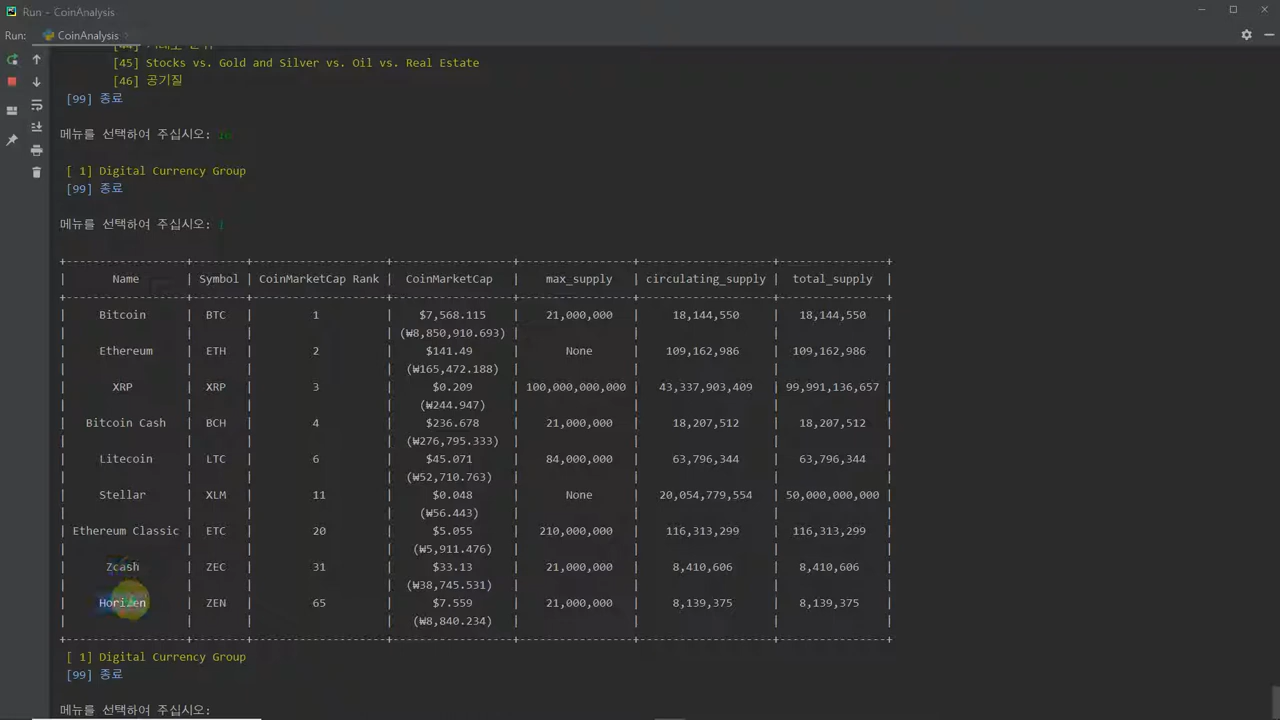 Run - CoinAnalysis
Run: CoinAnalysis
[45] Stocks vs. Gold and Silver vs. Oil vs. Real Estate
[46] 공기질
[99] 종료
메뉴를 선택하여 주십시오:
[ 1] Digital Currency Group
[99] 종료
메뉴를 선택하여 주십시오: 1
Name | Symbol | CoinMarketCap Rank | CoinMarketCap | max_supply | circulating_supply | total_supply
Bitcoin | BTC | 1 | $7,568.115 | 21,000,000 | 18,144,550 | 18,144,550
(₩8,850,910.693)
Ethereum | ETH | 2 | $141.49 | None | 109,162,986 | 109,162,986
(₩165,472.188)
XRP | XRP | 3 | $0.209 | 100,000,000,000 | 43,337,903,409 | 99,991,136,657
(₩244.947)
Bitcoin Cash | BCH | 4 | $236.678 | 21,000,000 | 18,207,512 | 18,207,512
(₩276,795.333)
Litecoin | LTC | 6 | $45.071 | 84,000,000 | 63,796,344 | 63,796,344
(₩52,710.763)
Stellar | XLM | 11 | $0.048 | None | 20,054,779,554 | 50,000,000,000
(₩56.443)
Ethereum Classic | ETC | 20 | $5.055 | 210,000,000 | 116,313,299 | 116,313,299
(₩5,911.476)
Zcash | ZEC | 31 | $33.13 | 21,000,000 | 8,410,606 | 8,410,606
(₩38,745.531)
Horizen | ZEN | 65 | $7.559 | 21,000,000 | 8,139,375 | 8,139,375
(₩8,840.234)
[ 1] Digital Currency Group
[99] 종료
메뉴를 선택하여 주십시오: